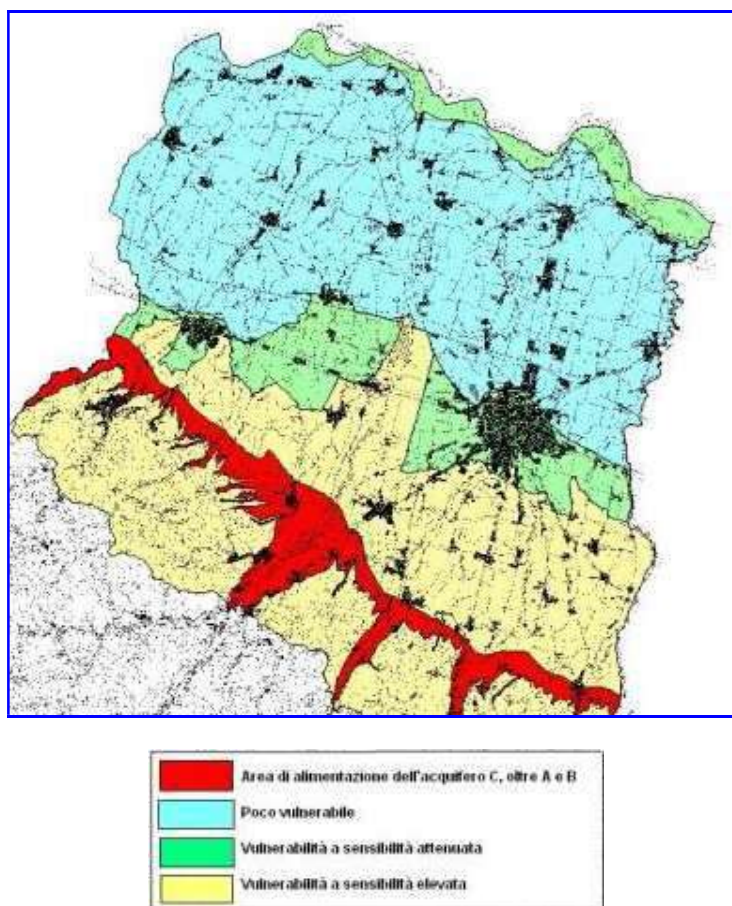 Area di alimentazione dell'acquifero C, oltre A e B
Poco vulnerabile
Vulnerabilità a sensibilità attenuata
Vulnerabilità a sensibilità elevata